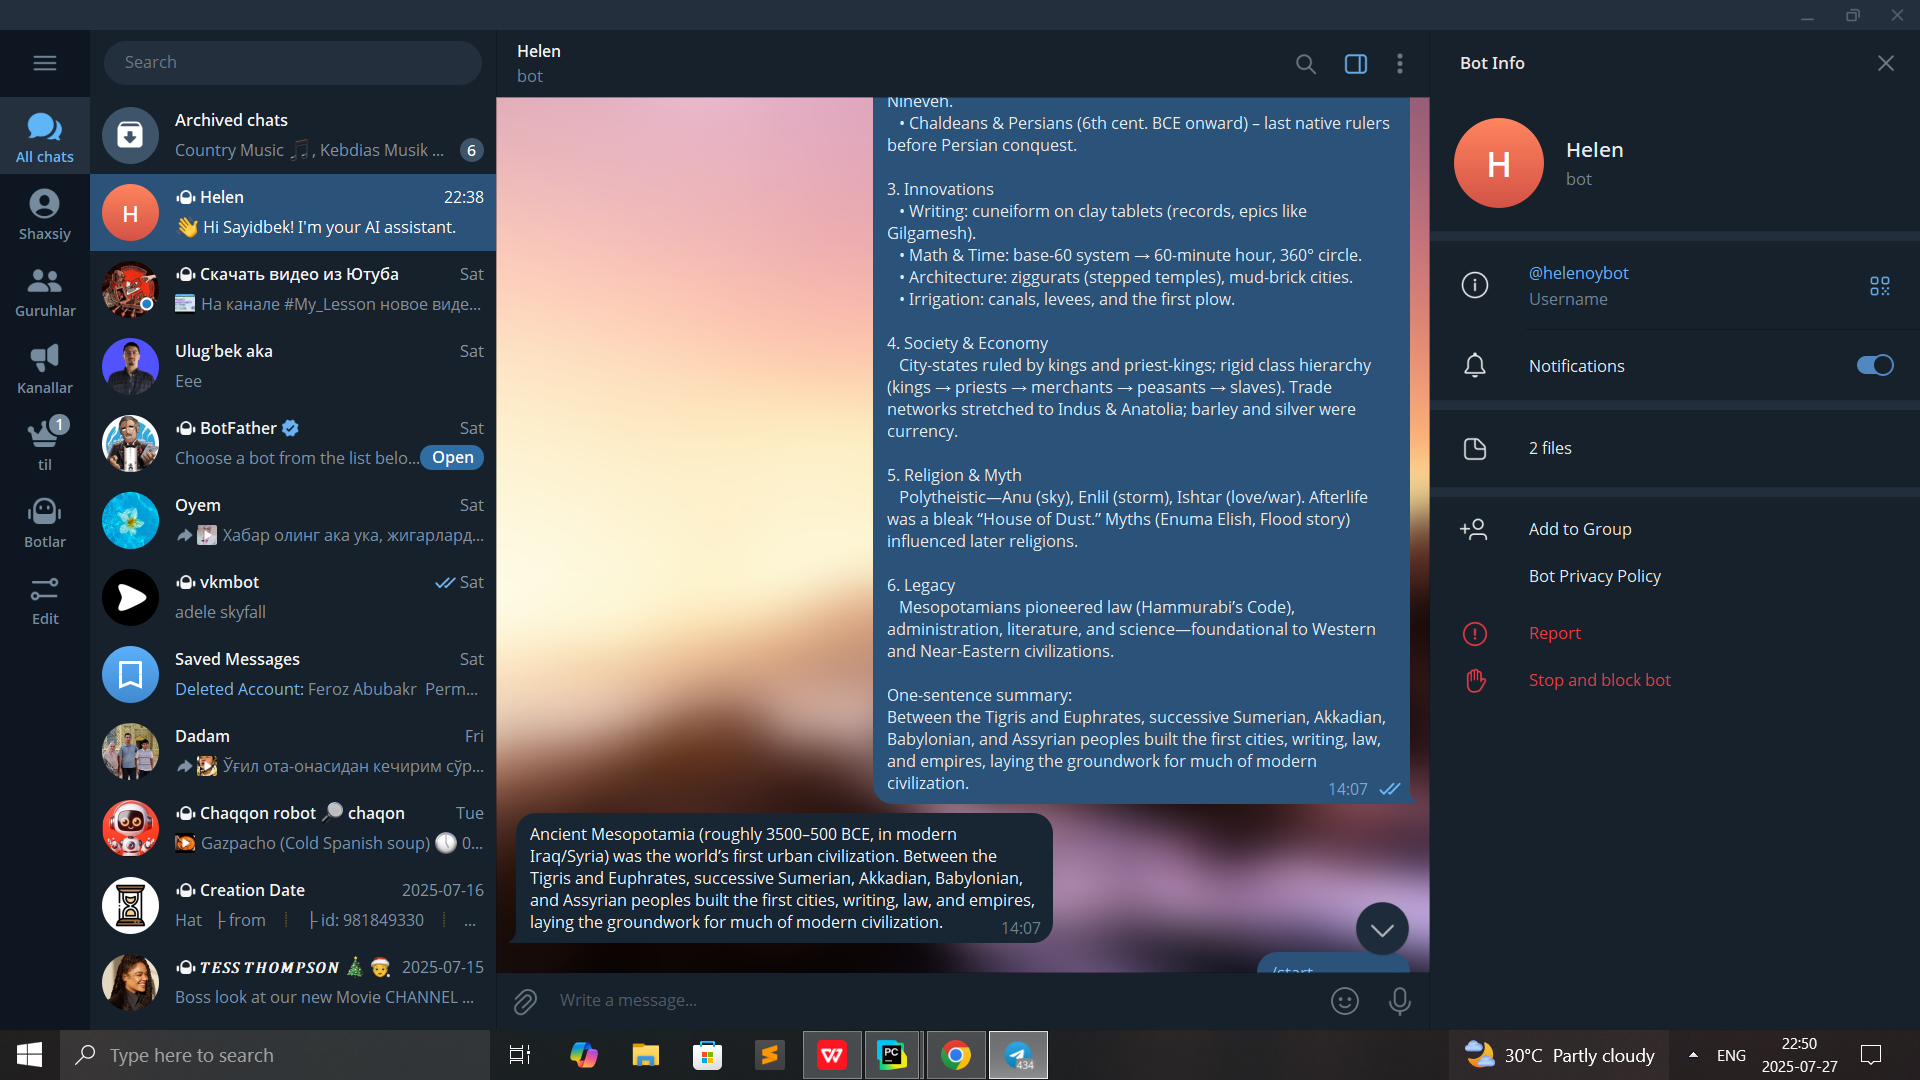 Search
All chats
Shaxsiy
Guruhlar
Kanallar
1
til
Botlar
Edit
Archived chats
Country Music 🎵, Kebdias Musik ...
6
H
Helen
22:38
👋 Hi Sayidbek! I'm your AI assistant.
Скачать видео из Ютуба
Sat
На канале #My_Lesson новое виде...
Ulug'bek aka
Sat
Eee
BotFather
Sat
Choose a bot from the list belo...
Open
Oyem
Sat
Хабар олинг ака ука, жигарлард...
vkmbot
Sat
adele skyfall
Saved Messages
Sat
Deleted Account: Feroz Abubakr Perm...
Dadam
Fri
Ўғил ота-онасидан кечирим сўр...
Chaqqon robot 🔎 chaqon
Tue
Gazpacho (Cold Spanish soup) 🕔 0...
Creation Date
2025-07-16
Hat ├ from ┊ ├ id: 981849330 ┊ ...
TESS THOMPSON 🎄 🎅
2025-07-15
Boss look at our new Movie CHANNEL ...
Helen
bot
Nineveh.
• Chaldeans & Persians (6th cent. BCE onward) – last native rulers
before Persian conquest.
3. Innovations
• Writing: cuneiform on clay tablets (records, epics like
Gilgamesh).
• Math & Time: base-60 system → 60-minute hour, 360° circle.
• Architecture: ziggurats (stepped temples), mud-brick cities.
• Irrigation: canals, levees, and the first plow.
4. Society & Economy
City-states ruled by kings and priest-kings; rigid class hierarchy
(kings → priests → merchants → peasants → slaves). Trade
networks stretched to Indus & Anatolia; barley and silver were
currency.
5. Religion & Myth
Polytheistic—Anu (sky), Enlil (storm), Ishtar (love/war). Afterlife
was a bleak “House of Dust.” Myths (Enuma Elish, Flood story)
influenced later religions.
6. Legacy
Mesopotamians pioneered law (Hammurabi’s Code),
administration, literature, and science—foundational to Western
and Near-Eastern civilizations.
One-sentence summary:
Between the Tigris and Euphrates, successive Sumerian, Akkadian,
Babylonian, and Assyrian peoples built the first cities, writing, law,
and empires, laying the groundwork for much of modern
civilization.
14:07
Ancient Mesopotamia (roughly 3500–500 BCE, in modern
Iraq/Syria) was the world’s first urban civilization. Between the
Tigris and Euphrates, successive Sumerian, Akkadian, Babylonian,
and Assyrian peoples built the first cities, writing, law, and empires,
laying the groundwork for much of modern civilization.
14:07
/start
Write a message...
Bot Info
H
Helen
bot
@helenoybot
Username
Notifications
2 files
Add to Group
Bot Privacy Policy
Report
Stop and block bot
Type here to search
PC
434
30°C Partly cloudy
ENG
22:50
2025-07-27